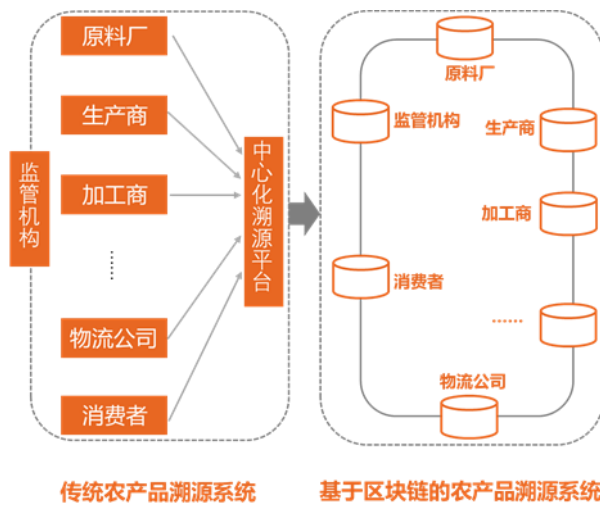 原料厂
生产商
加工商
物流公司
消费者
监管机构
中心化溯源平台
原料厂
监管机构
生产商
加工商
消费者
······
物流公司
传统农产品溯源系统
基于区块链的农产品溯源系统